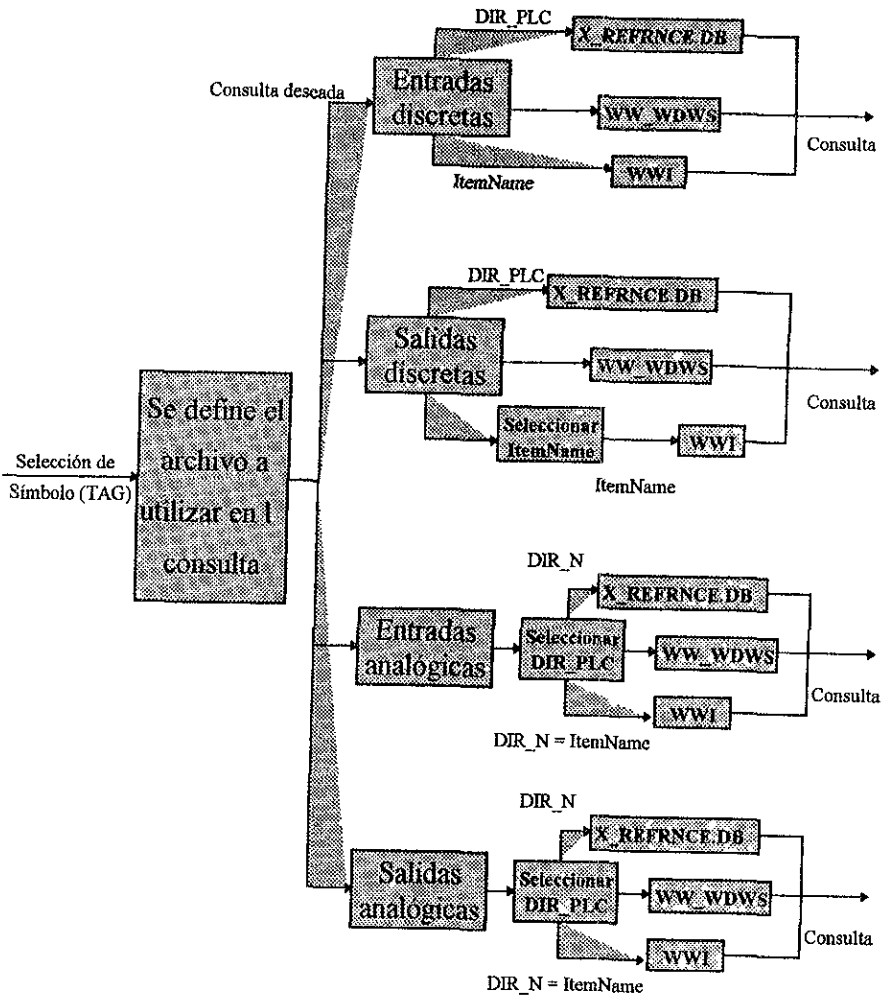 DIR_PLC
X_REFRNCE.DB
Consulta deseada
Entradas
discretas
WW_WDWS
Consulta
ItemName
WWI
DIR_PLC
X_REFRNCE.DB
Salidas
discretas
WW_WDWS
Consulta
Seleccionar
ItemName
WWI
ItemName
Se define el
archivo a
utilizar en l
consulta
Selección de
Símbolo (TAG)
DIR_N
X_REFRNCE.DB
Entradas
analógicas
Seleccionar
DIR_PLC
WW_WDWS
Consulta
WWI
DIR_N = ItemName
DIR_N
X_REFRNCE.DB
Salidas
analógicas
Seleccionar
DIR_PLC
WW_WDWS
Consulta
WWI
DIR_N = ItemName